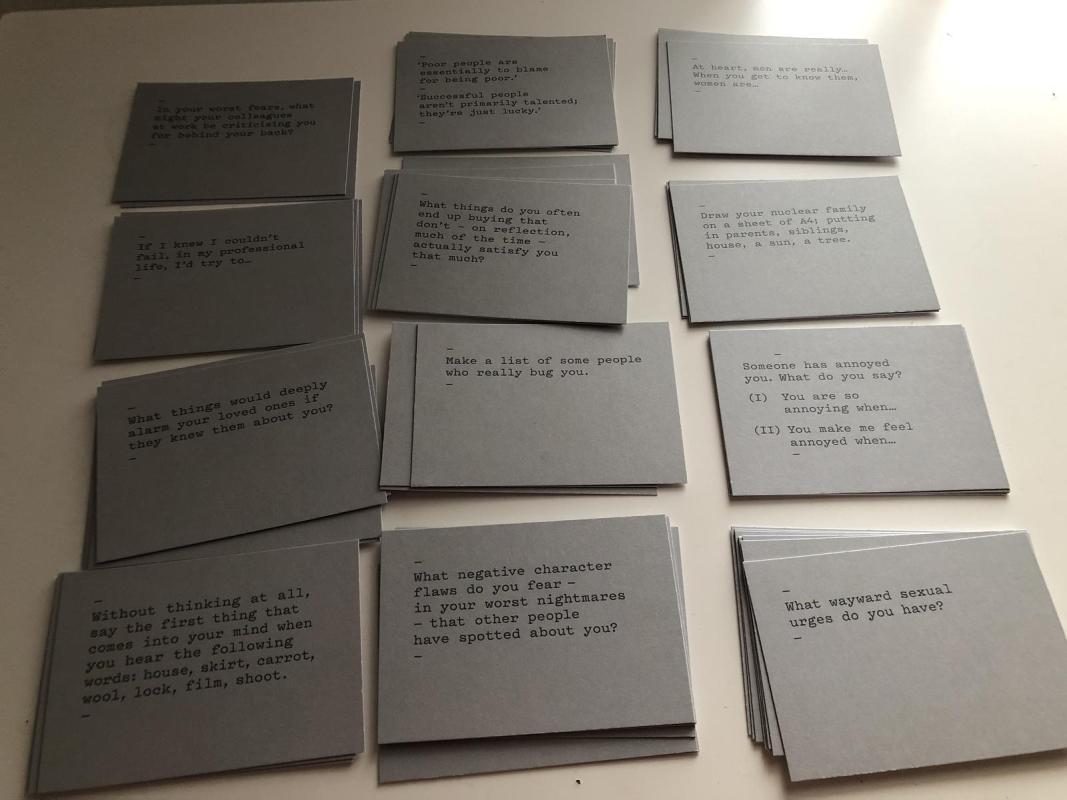 In your worst fears, what
might your colleagues
at work be criticising you
for behind your back?
If I knew I couldn't
fail, in my professional
life, I'd try to…
What things would deeply
alarm your loved ones if
they knew them about you?
Without thinking at all,
say the first thing that
comes into your mind when
you hear the following
words: house, skirt, carrot,
wool, lock, film, shoot.
'Poor people are
essentially to blame
for being poor.'
'Successful people
aren't primarily talented;
they're just lucky.'
What things do you often
end up buying that
don't – on reflection,
much of the time –
actually satisfy you
that much?
Make a list of some people
who really bug you.
What negative character
flaws do you fear –
in your worst nightmares
– that other people
have spotted about you?
At heart, men are really…
When you get to know them,
women are…
Draw your nuclear family
on a sheet of A4; putting
in parents, siblings,
house, a sun, a tree.
Someone has annoyed
you. What do you say?
(I) You are so
annoying when…
(II) You make me feel
annoyed when…
What wayward sexual
urges do you have?